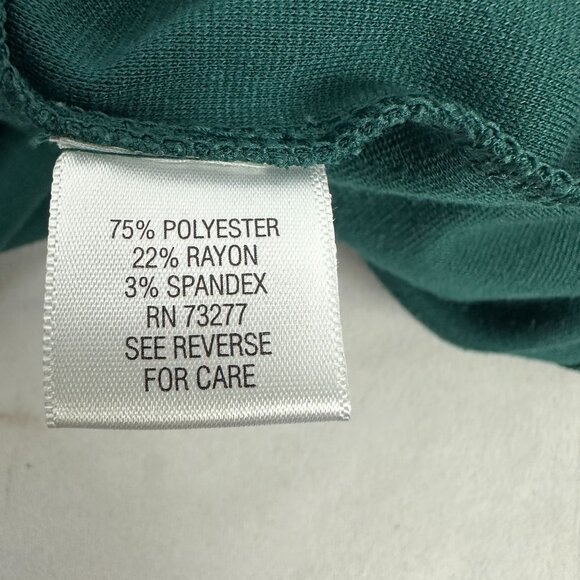 75% POLYESTER
22% RAYON
3% SPANDEX
RN 73277
SEE REVERSE
FOR CARE